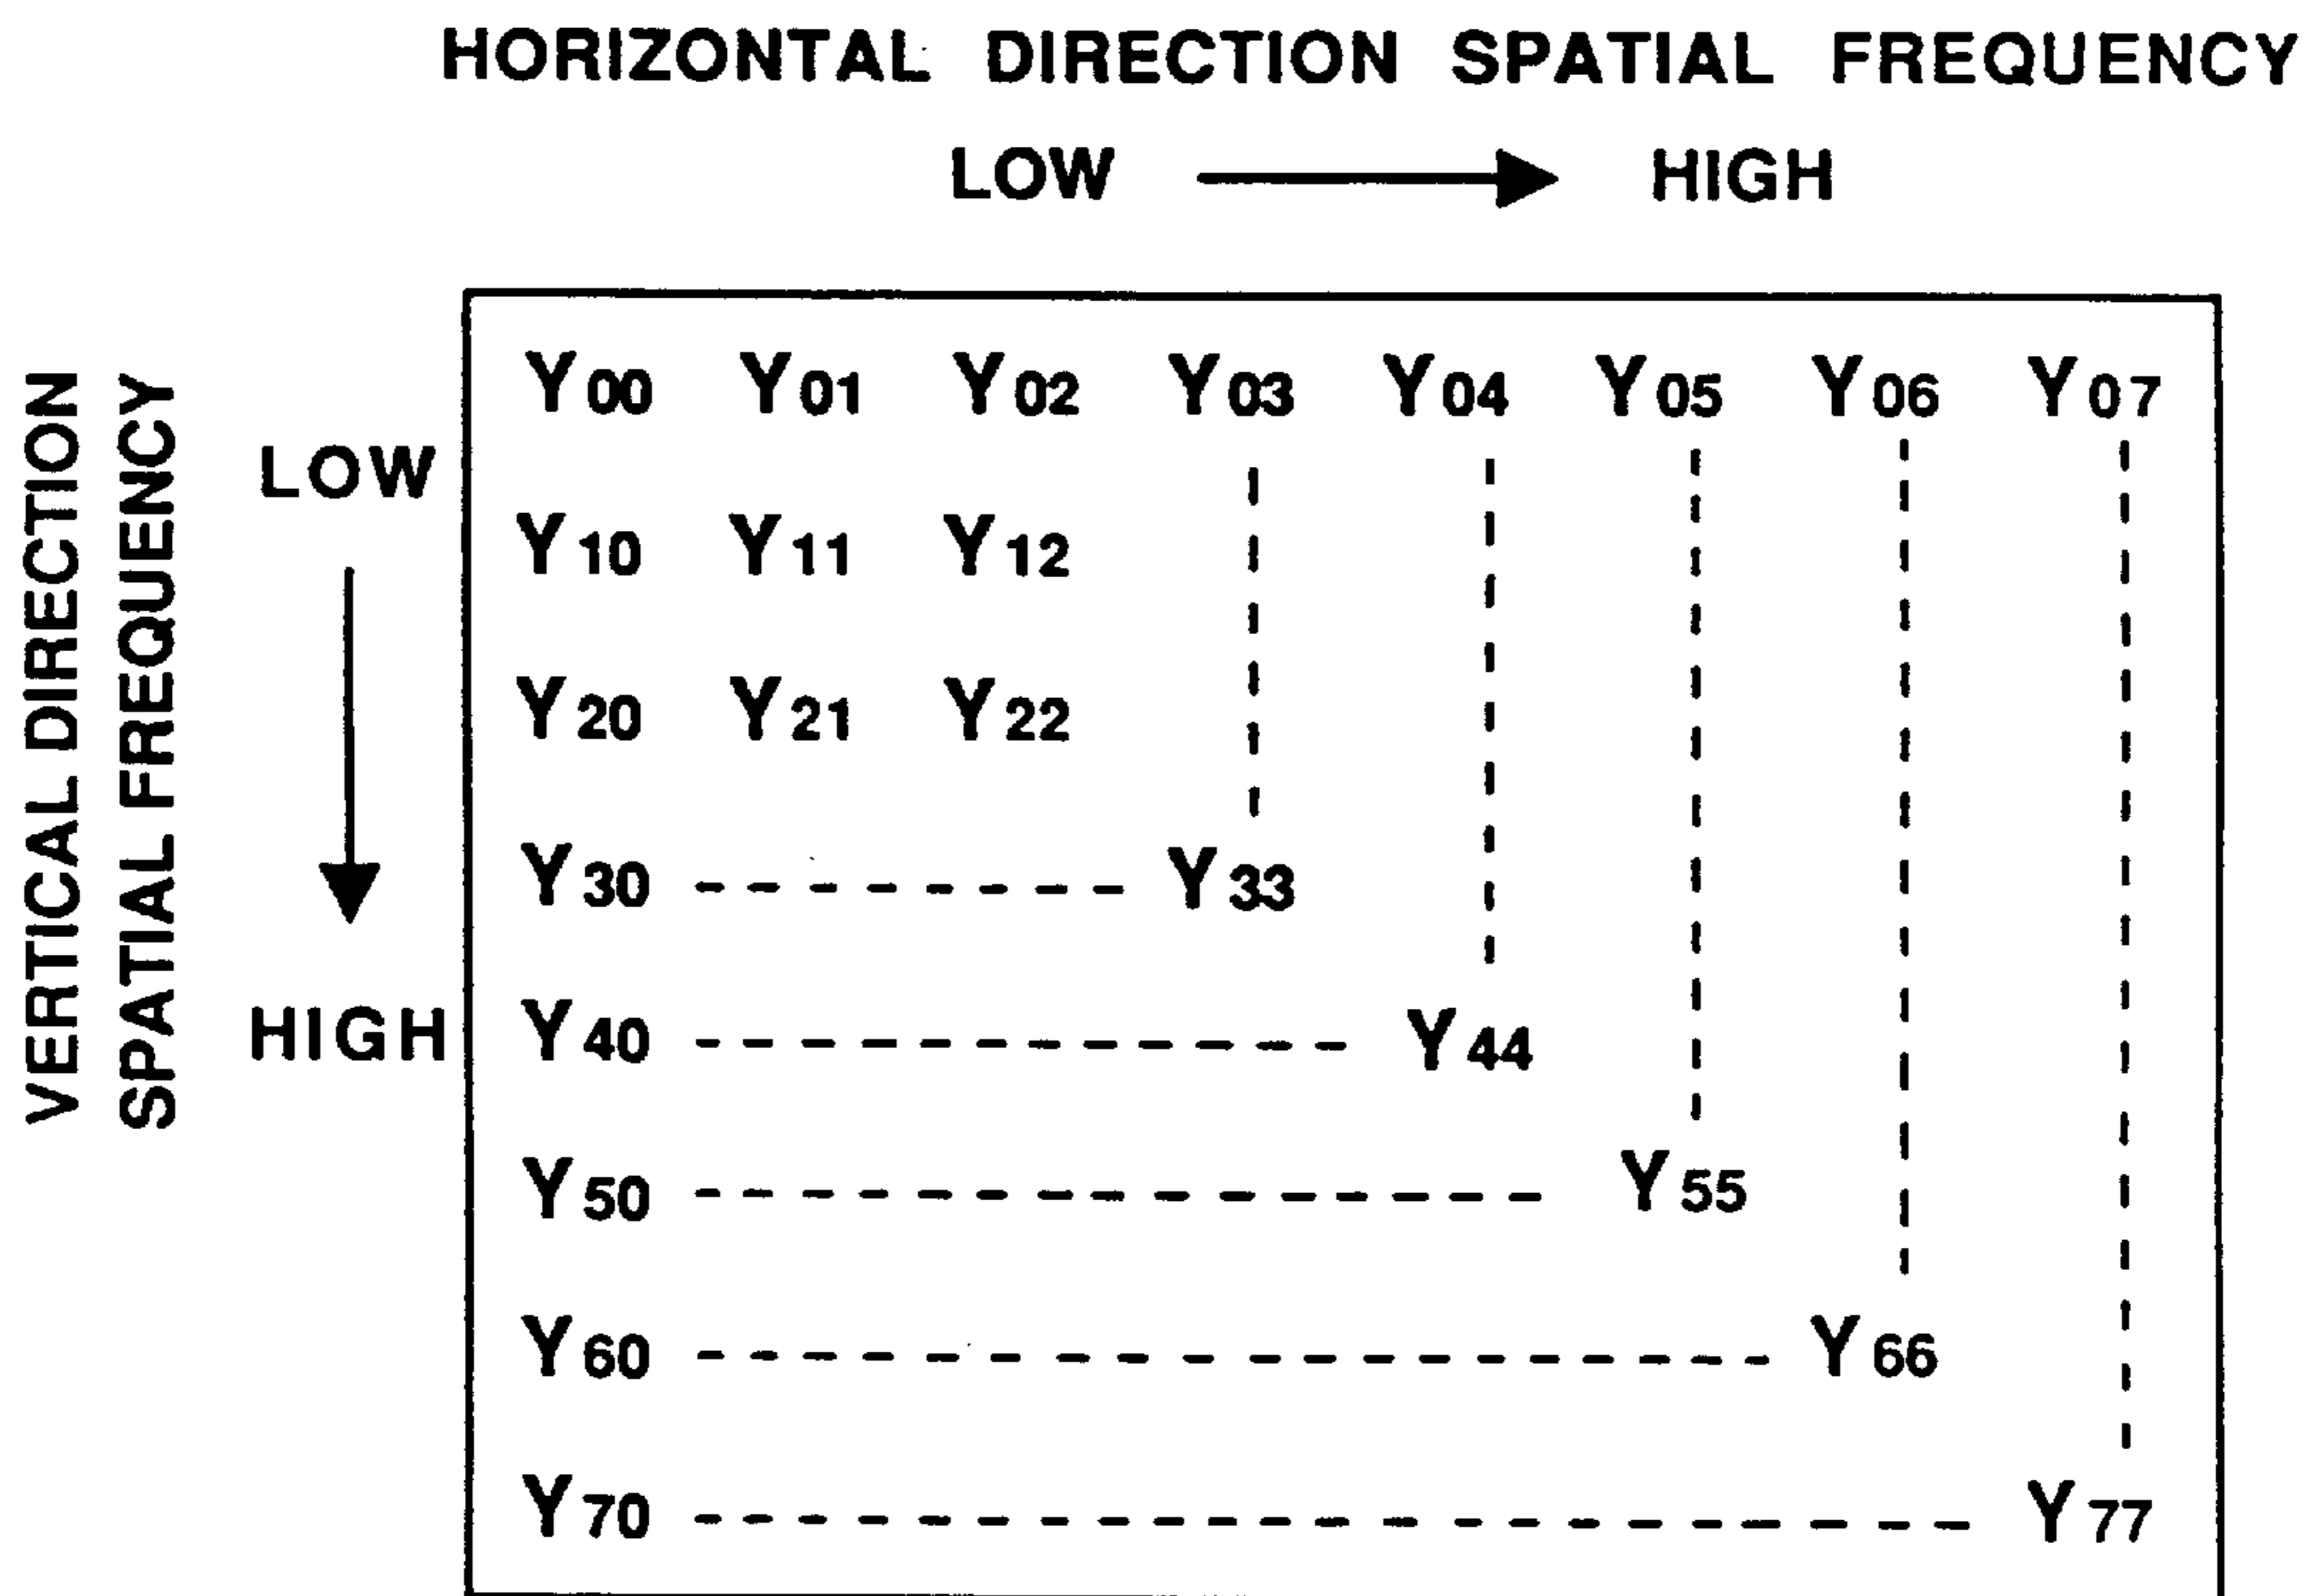 HORIZONTAL DIRECTION SPATIAL FREQUENCY
LOW HIGH
VERTICAL DIRECTION
SPATIAL FREQUENCY
LOW
HIGH
Y00 Y01 Y02 Y03 Y04 Y05 Y06 Y07
Y10 Y11 Y12
Y20 Y21 Y22
Y30 Y33
Y40 Y44
Y50 Y55
Y60 Y66
Y70 Y77